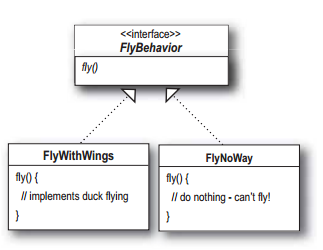 <<interface>>
FlyBehavior
fly()
FlyWithWings
fly() {
// implements duck flying
}
FlyNoWay
fly() {
// do nothing - can't fly!
}